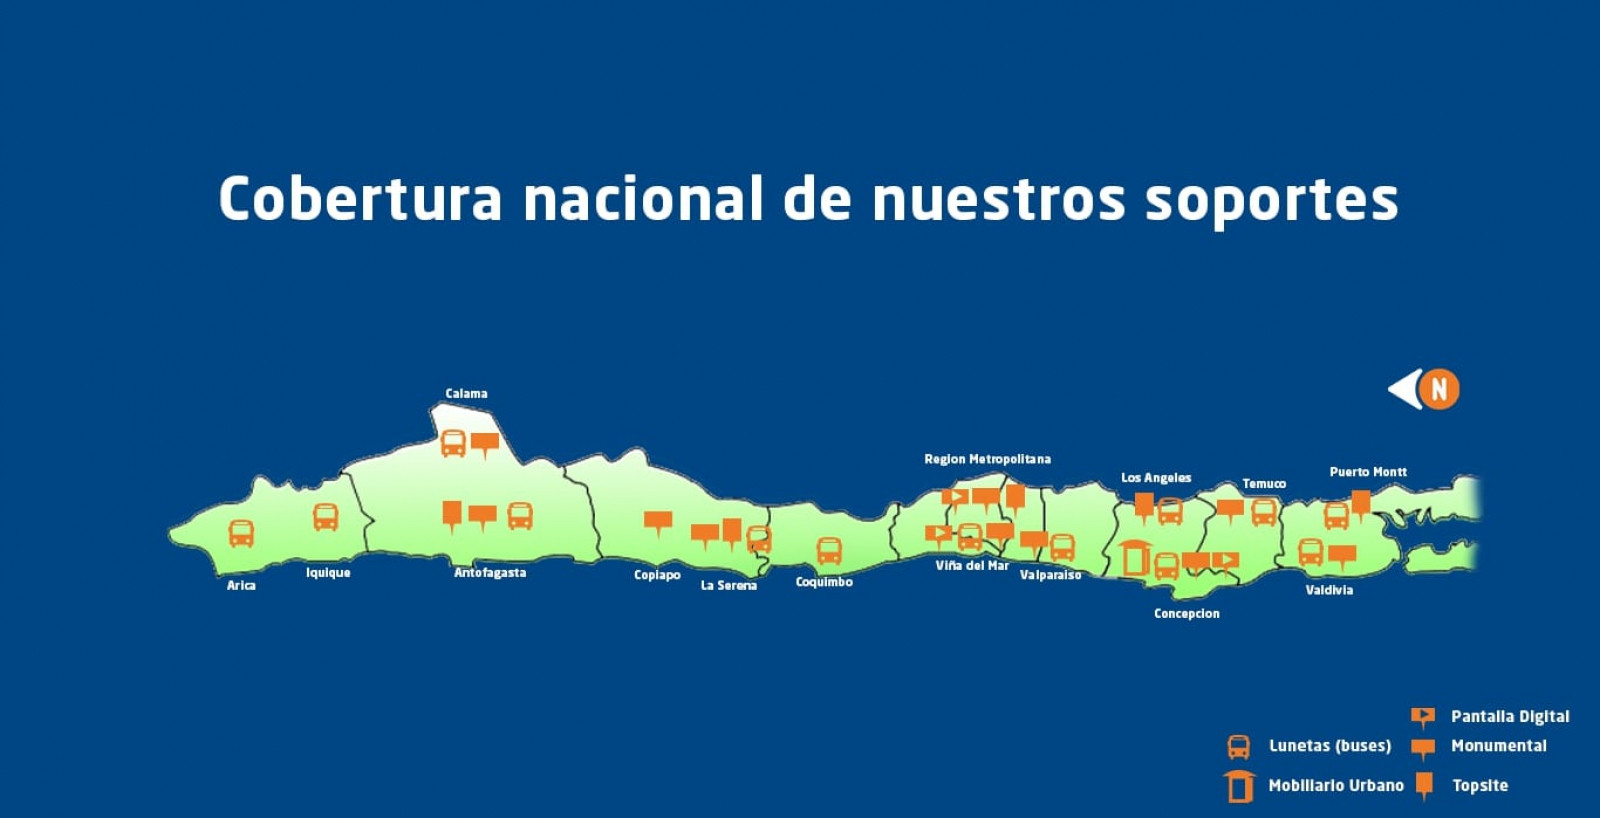 Cobertura nacional de nuestros soportes
N
Calama
Region Metropolitana
Los Angeles
Temuco
Puerto Montt
Arica
Iquique
Antofagasta
Copiapo
La Serena
Coquimbo
Viña del Mar
Valparaiso
Concepcion
Valdivia
Pantalla Digital
Lunetas (buses)
Monumental
Mobiliario Urbano
Topsite